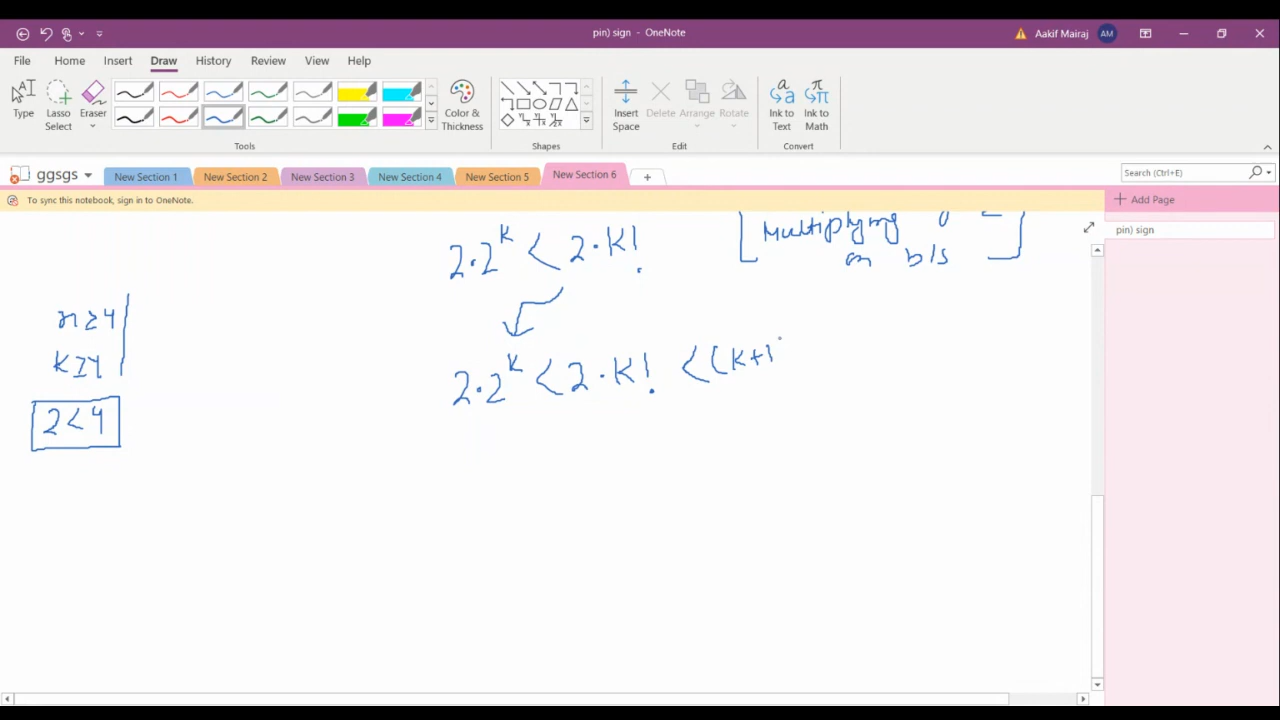 pin) sign - OneNote
Aakif Mairaj AM
File Home Insert Draw History Review View Help
Type Lasso Select Eraser Color & Thickness Insert Space Delete Arrange Rotate Ink to Text Ink to Math
Tools Shapes Edit Convert
ggsgs New Section 1 New Section 2 New Section 3 New Section 4 New Section 5 New Section 6 + Search (Ctrl+E)
To sync this notebook, sign in to OneNote.
Add Page
pin) sign
Multiplying
on b/s
2·2^k < 2·k!
n≥4
k≥4
2<4
2·2^k < 2·k! < (k+1